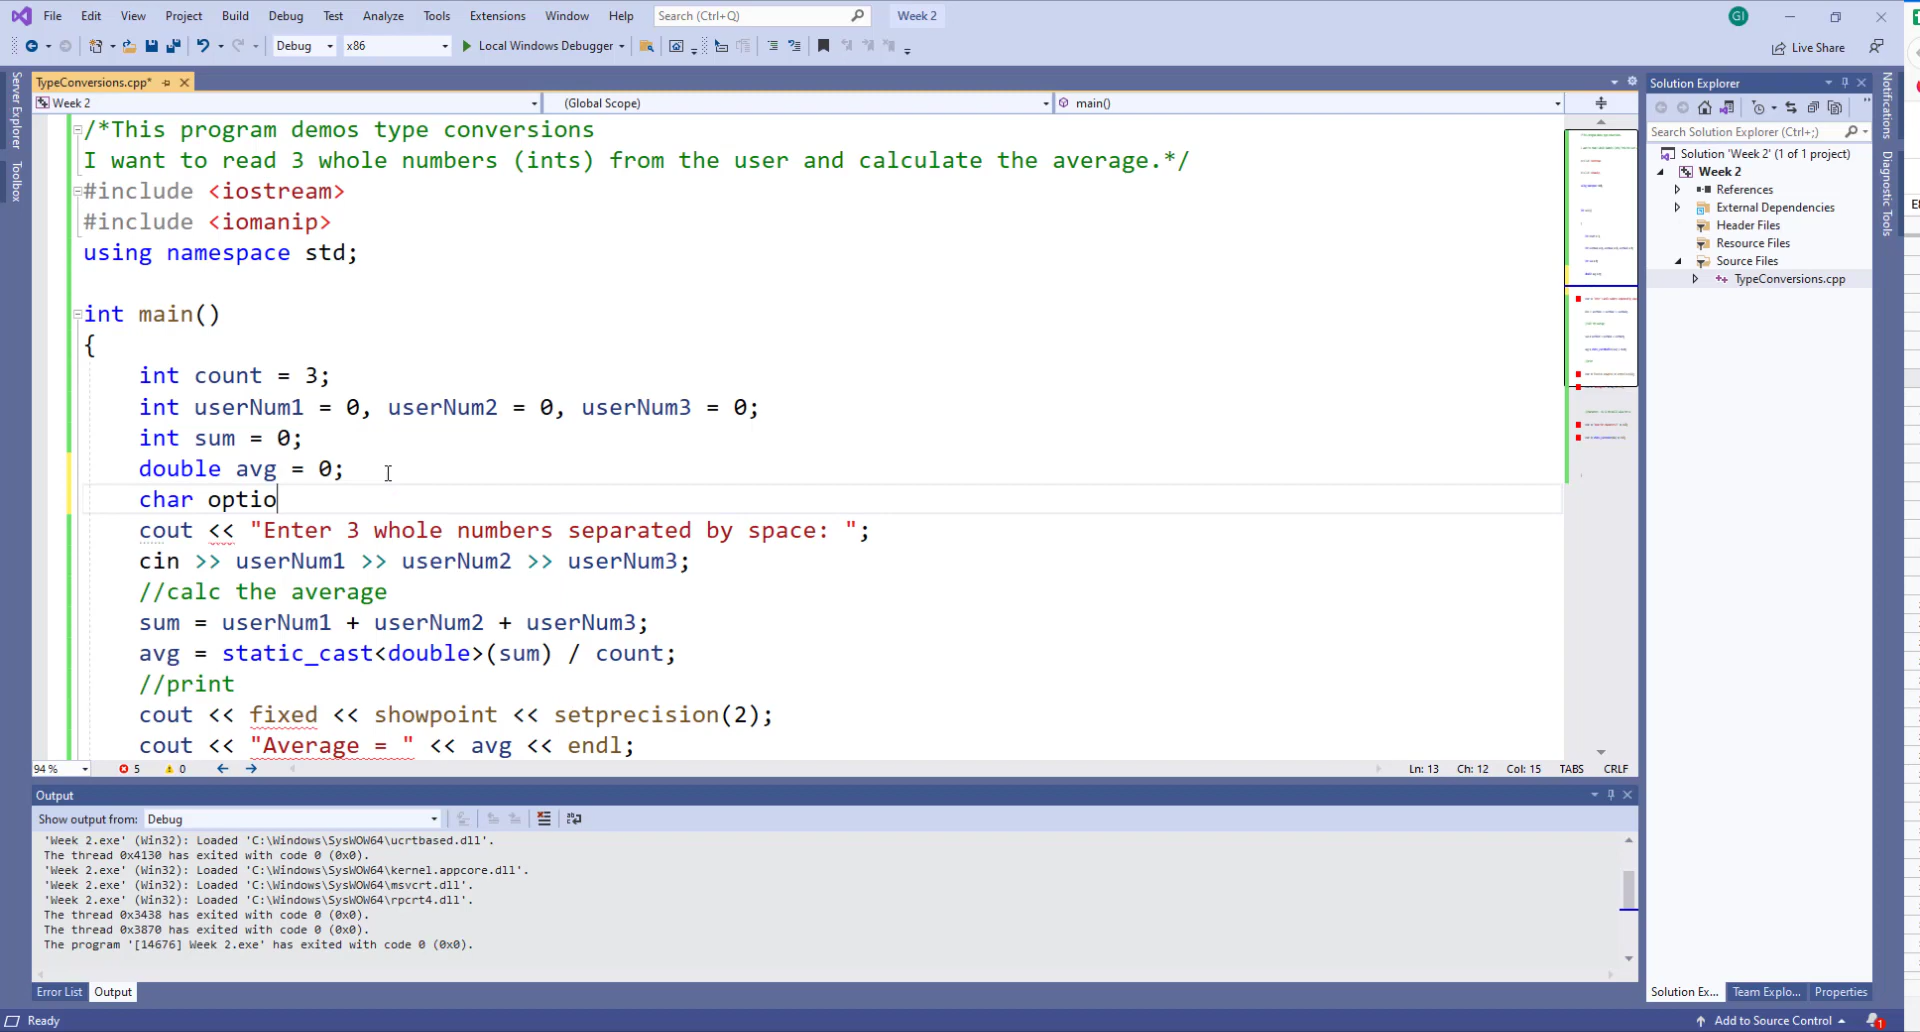 File Edit View Project Build Debug Test Analyze Tools Extensions Window Help Search (Ctrl+Q) Week 2 GI
Debug x86 Local Windows Debugger Live Share
Server Explorer
Toolbox
TypeConversions.cpp*
Week 2 (Global Scope) main()
/*This program demos type conversions
I want to read 3 whole numbers (ints) from the user and calculate the average.*/
#include <iostream>
#include <iomanip>
using namespace std;
int main()
{
int count = 3;
int userNum1 = 0, userNum2 = 0, userNum3 = 0;
int sum = 0;
double avg = 0;
char optio
cout << "Enter 3 whole numbers separated by space: ";
cin >> userNum1 >> userNum2 >> userNum3;
//calc the average
sum = userNum1 + userNum2 + userNum3;
avg = static_cast<double>(sum) / count;
//print
cout << fixed << showpoint << setprecision(2);
cout << "Average = " << avg << endl;
94 % 5 0 Ln: 13 Ch: 12 Col: 15 TABS CRLF
Output
Show output from: Debug
'Week 2.exe' (Win32): Loaded 'C:\Windows\SysWOW64\ucrtbased.dll'.
The thread 0x4130 has exited with code 0 (0x0).
'Week 2.exe' (Win32): Loaded 'C:\Windows\SysWOW64\kernel.appcore.dll'.
'Week 2.exe' (Win32): Loaded 'C:\Windows\SysWOW64\msvcrt.dll'.
'Week 2.exe' (Win32): Loaded 'C:\Windows\SysWOW64\rpcrt4.dll'.
The thread 0x3438 has exited with code 0 (0x0).
The thread 0x3870 has exited with code 0 (0x0).
The program '[14676] Week 2.exe' has exited with code 0 (0x0).
Error List Output
Ready
Solution Explorer
Search Solution Explorer (Ctrl+;)
Solution 'Week 2' (1 of 1 project)
Week 2
References
External Dependencies
Header Files
Resource Files
Source Files
TypeConversions.cpp
Solution Ex... Team Explo... Properties
Add to Source Control 1
Notifications
Diagnostic Tools